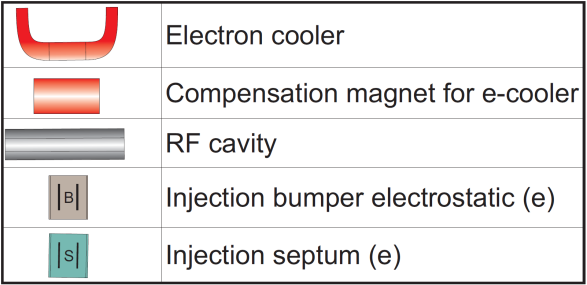 Electron cooler
Compensation magnet for e-cooler
RF cavity
|B| Injection bumper electrostatic (e)
|S| Injection septum (e)